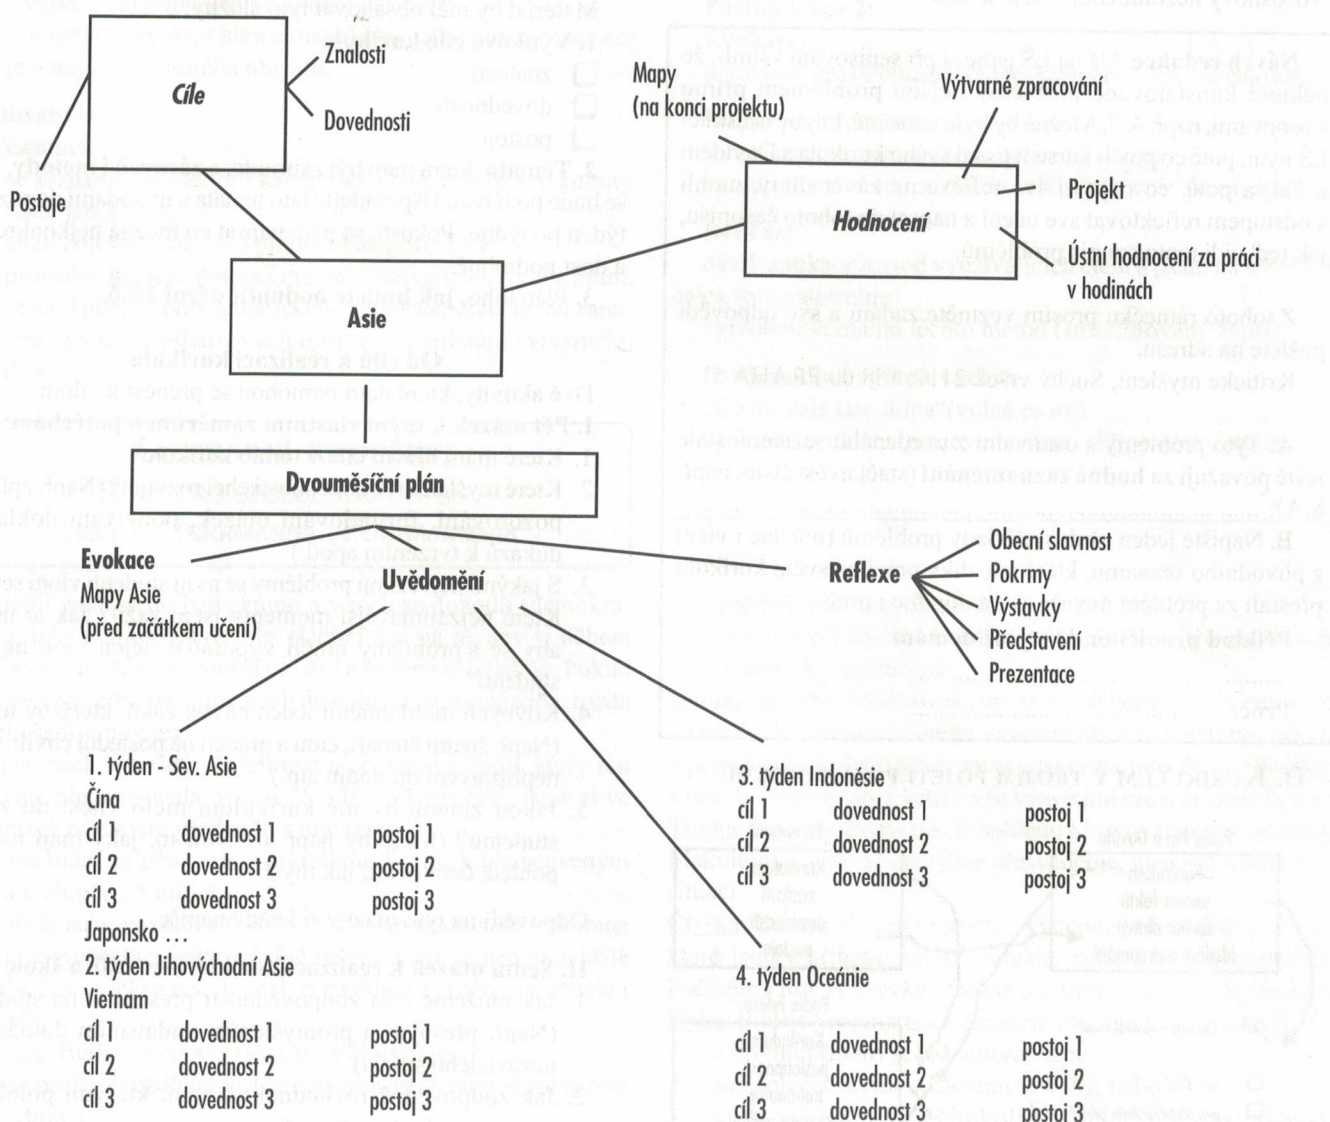 Cíle
Znalosti
Dovednosti
Postoje
Mapy
(na konci projektu)
Výtvarné zpracování
Hodnocení
Projekt
Ústní hodnocení za práci
v hodinách
Asie
Dvouměsíční plán
Evokace
Mapy Asie
(před začátkem učení)
Uvědomění
Reflexe
Obecní slavnost
Pokrmy
Výstavky
Představení
Prezentace
1. týden - Sev. Asie
Čína
cíl 1 dovednost 1 postoj 1
cíl 2 dovednost 2 postoj 2
cíl 3 dovednost 3 postoj 3
Japonsko ...
2. týden Jihovýchodní Asie
Vietnam
cíl 1 dovednost 1 postoj 1
cíl 2 dovednost 2 postoj 2
cíl 3 dovednost 3 postoj 3
3. týden Indonésie
cíl 1 dovednost 1 postoj 1
cíl 2 dovednost 2 postoj 2
cíl 3 dovednost 3 postoj 3
4. týden Oceánie
cíl 1 dovednost 1 postoj 1
cíl 2 dovednost 2 postoj 2
cíl 3 dovednost 3 postoj 3